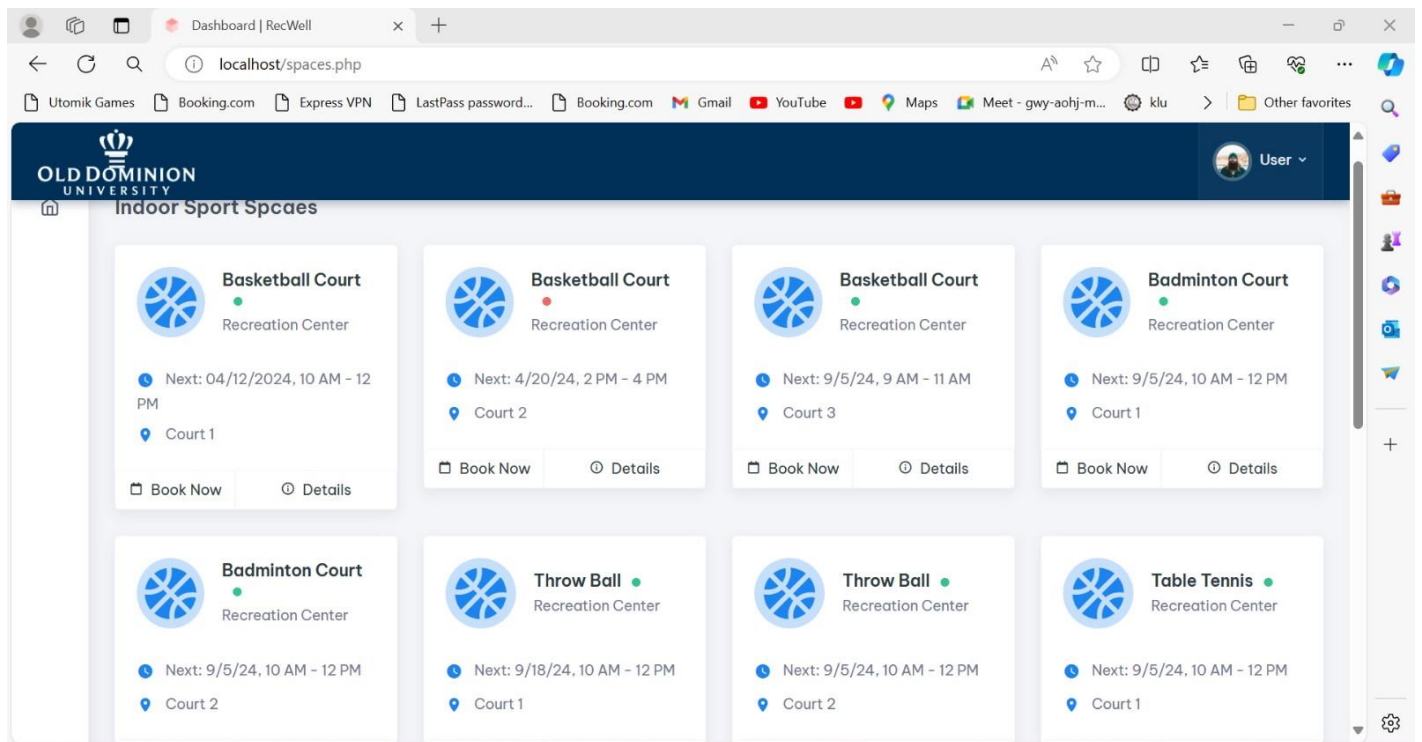 Dashboard | RecWell
localhost/spaces.php
Utomik Games Booking.com Express VPN LastPass password... Booking.com Gmail YouTube Maps Meet - gwy-aohj-m... klu Other favorites
OLD DOMINION
UNIVERSITY
User
Indoor Sport Spcaes
Basketball Court
Recreation Center
Next: 04/12/2024, 10 AM - 12
PM
Court 1
Book Now Details
Basketball Court
Recreation Center
Next: 4/20/24, 2 PM - 4 PM
Court 2
Book Now Details
Basketball Court
Recreation Center
Next: 9/5/24, 9 AM - 11 AM
Court 3
Book Now Details
Badminton Court
Recreation Center
Next: 9/5/24, 10 AM - 12 PM
Court 1
Book Now Details
Badminton Court
Recreation Center
Next: 9/5/24, 10 AM - 12 PM
Court 2
Throw Ball
Recreation Center
Next: 9/18/24, 10 AM - 12 PM
Court 1
Throw Ball
Recreation Center
Next: 9/5/24, 10 AM - 12 PM
Court 2
Table Tennis
Recreation Center
Next: 9/5/24, 10 AM - 12 PM
Court 1